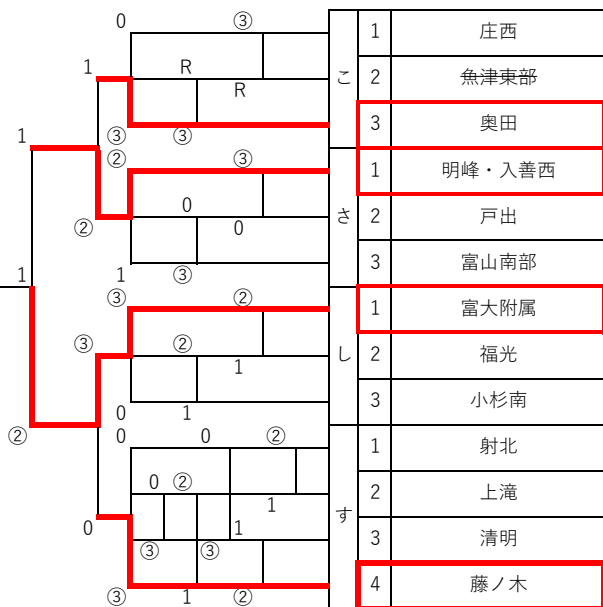 0 ③ 1 庄西
1 R こ 2 魚津東部
R
③ ③ 3 奥田
1 ② ③ 1 明峰・入善西
0 さ 2 戸出
② 0
1 1 ③ 3 富山南部
③ ② 1 富大附属
③ ② し 2 福光
1
0 1 3 小杉南
② 0 0 ② 1 射北
0 ② 2 上滝
1 す
0 1 3 清明
③ ③
③ 1 ② 4 藤ノ木